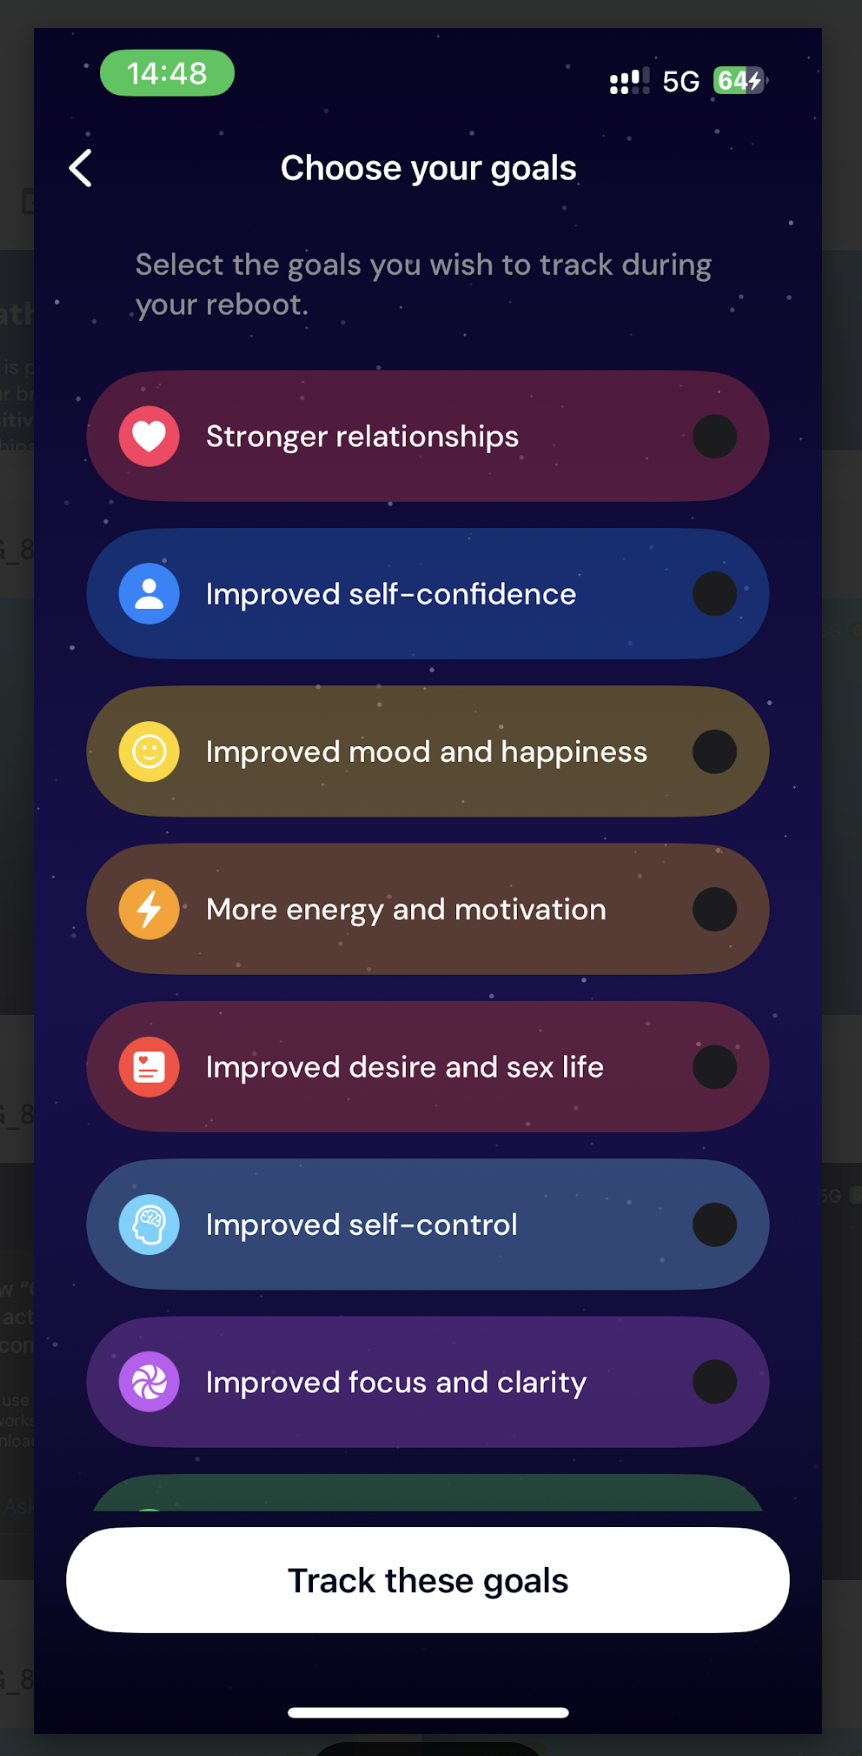 14:48
5G
64
Choose your goals
Select the goals you wish to track during
your reboot.
Stronger relationships
Improved self-confidence
Improved mood and happiness
More energy and motivation
Improved desire and sex life
Improved self-control
Improved focus and clarity
Track these goals